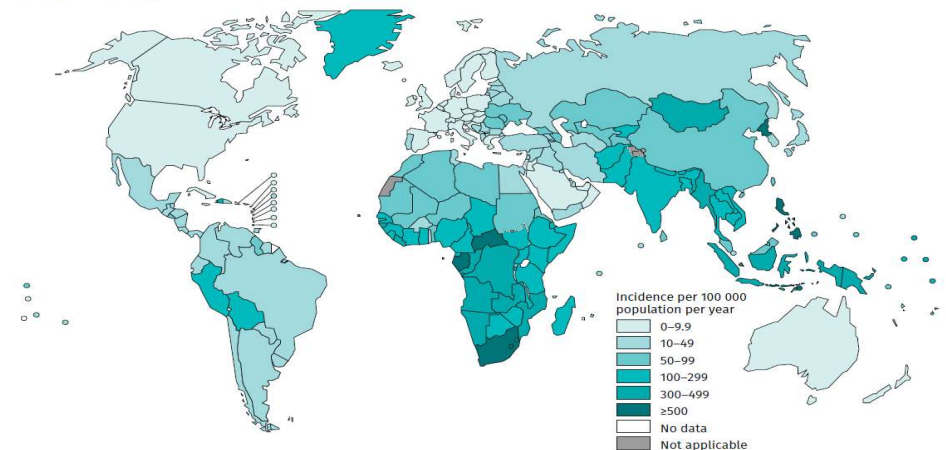 Incidence per 100 000
population per year
0–9.9
10–49
50–99
100–299
300–499
≥500
No data
Not applicable